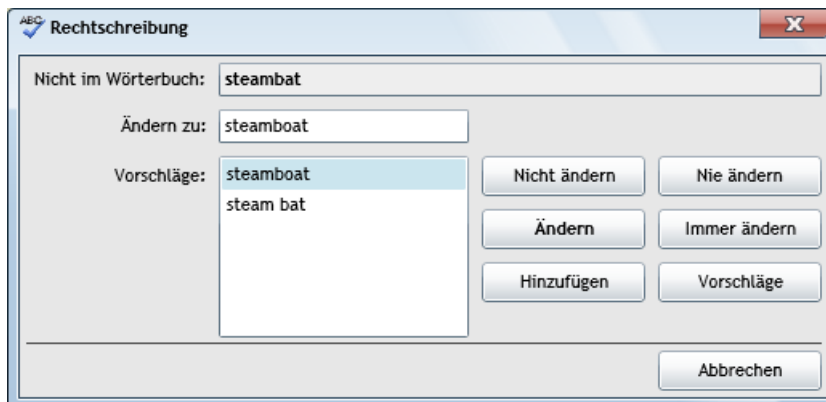 ABC Rechtschreibung
Nicht im Wörterbuch: steambat
Ändern zu: steamboat
Vorschläge: steamboat
steam bat
Nicht ändern Nie ändern
Ändern Immer ändern
Hinzufügen Vorschläge
Abbrechen